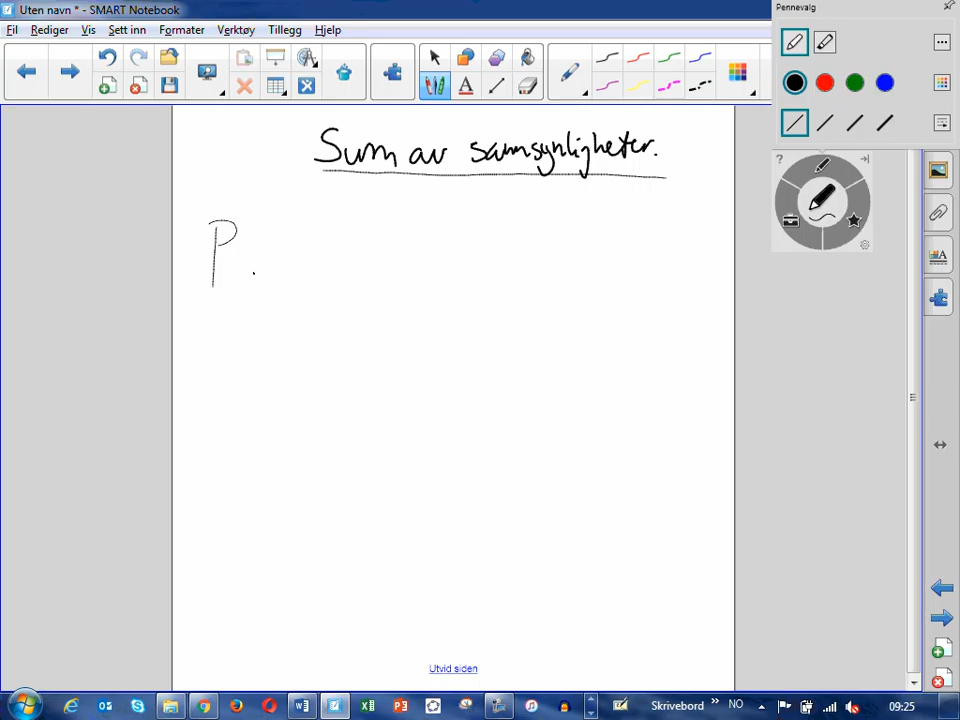 Uten navn * - SMART Notebook
Pennevalg
Fil Rediger Vis Sett inn Formater Verktøy Tillegg Hjelp
Sum av samsynligheter.
P
Utvid siden
Skrivebord » NO 09:25